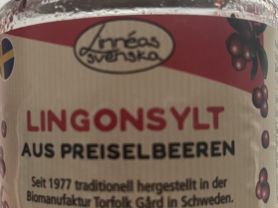 Linnéas
svenska
LINGONSYLT
AUS PREISELBEEREN
Seit 1977 traditionell hergestellt in der
Biomanufaktur Torfolk Gård in Schweden.